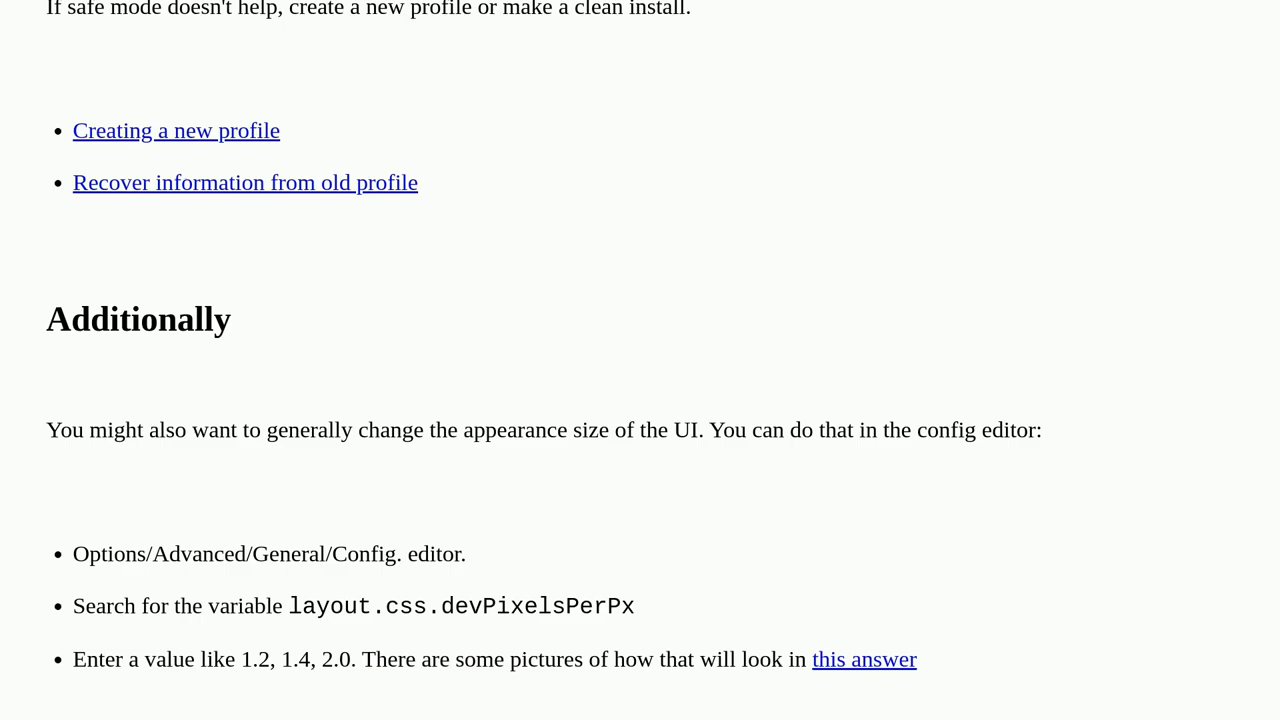 If safe mode doesn't help, create a new profile or make a clean install.
Creating a new profile
Recover information from old profile
Additionally
You might also want to generally change the appearance size of the UI. You can do that in the config editor:
Options/Advanced/General/Config. editor.
Search for the variable layout.css.devPixelsPerPx
Enter a value like 1.2, 1.4, 2.0. There are some pictures of how that will look in this answer